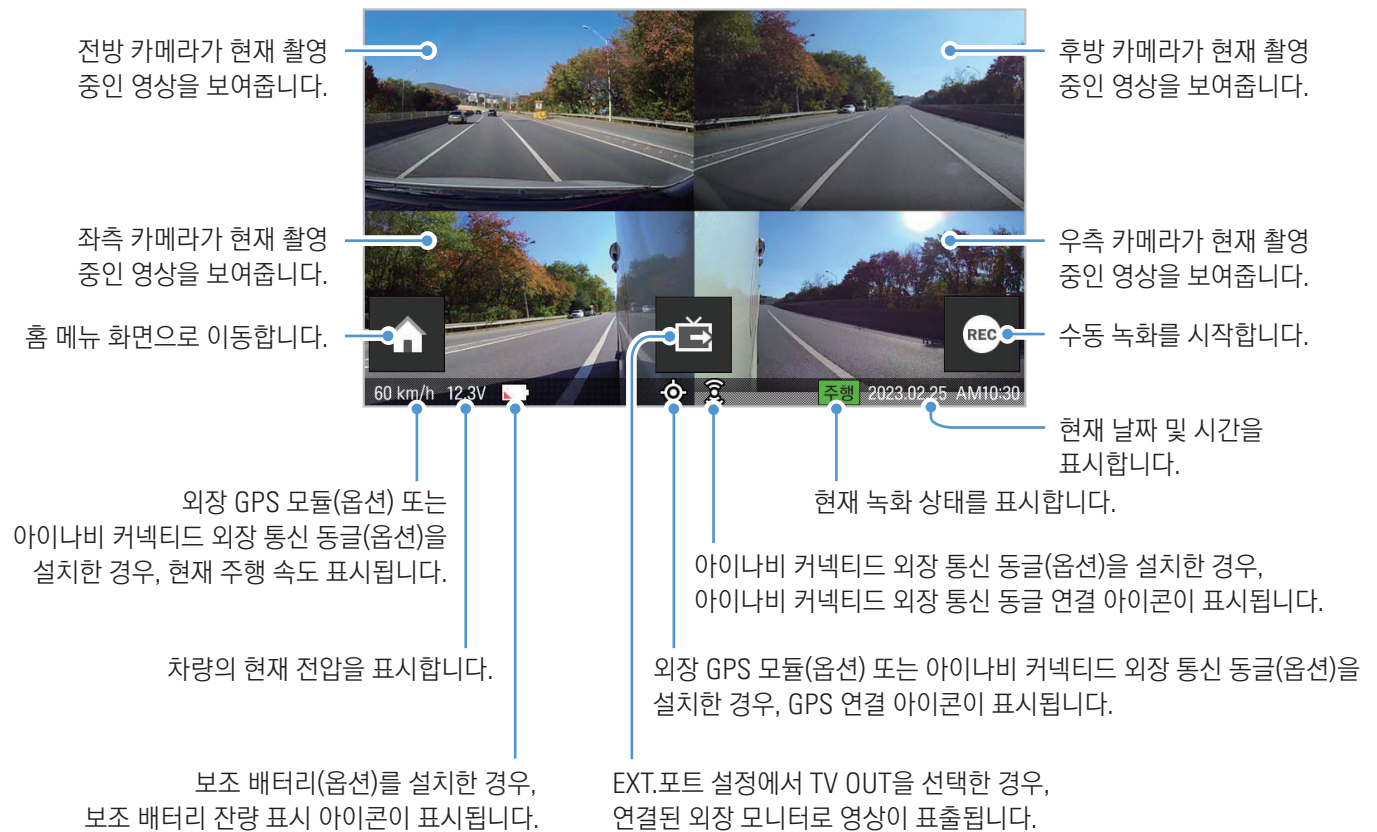 전방 카메라가 현재 촬영
중인 영상을 보여줍니다.
후방 카메라가 현재 촬영
중인 영상을 보여줍니다.
좌측 카메라가 현재 촬영
중인 영상을 보여줍니다.
우측 카메라가 현재 촬영
중인 영상을 보여줍니다.
홈 메뉴 화면으로 이동합니다.
REC
수동 녹화를 시작합니다.
60 km/h 12.3V
주행 2023.02.25 AM10:30
현재 날짜 및 시간을
표시합니다.
외장 GPS 모듈(옵션) 또는
아이나비 커넥티드 외장 통신 동글(옵션)을
설치한 경우, 현재 주행 속도 표시됩니다.
현재 녹화 상태를 표시합니다.
아이나비 커넥티드 외장 통신 동글(옵션)을 설치한 경우,
아이나비 커넥티드 외장 통신 동글 연결 아이콘이 표시됩니다.
차량의 현재 전압을 표시합니다.
외장 GPS 모듈(옵션) 또는 아이나비 커넥티드 외장 통신 동글(옵션)을
설치한 경우, GPS 연결 아이콘이 표시됩니다.
보조 배터리(옵션)를 설치한 경우,
보조 배터리 잔량 표시 아이콘이 표시됩니다.
EXT.포트 설정에서 TV OUT을 선택한 경우,
연결된 외장 모니터로 영상이 표출됩니다.